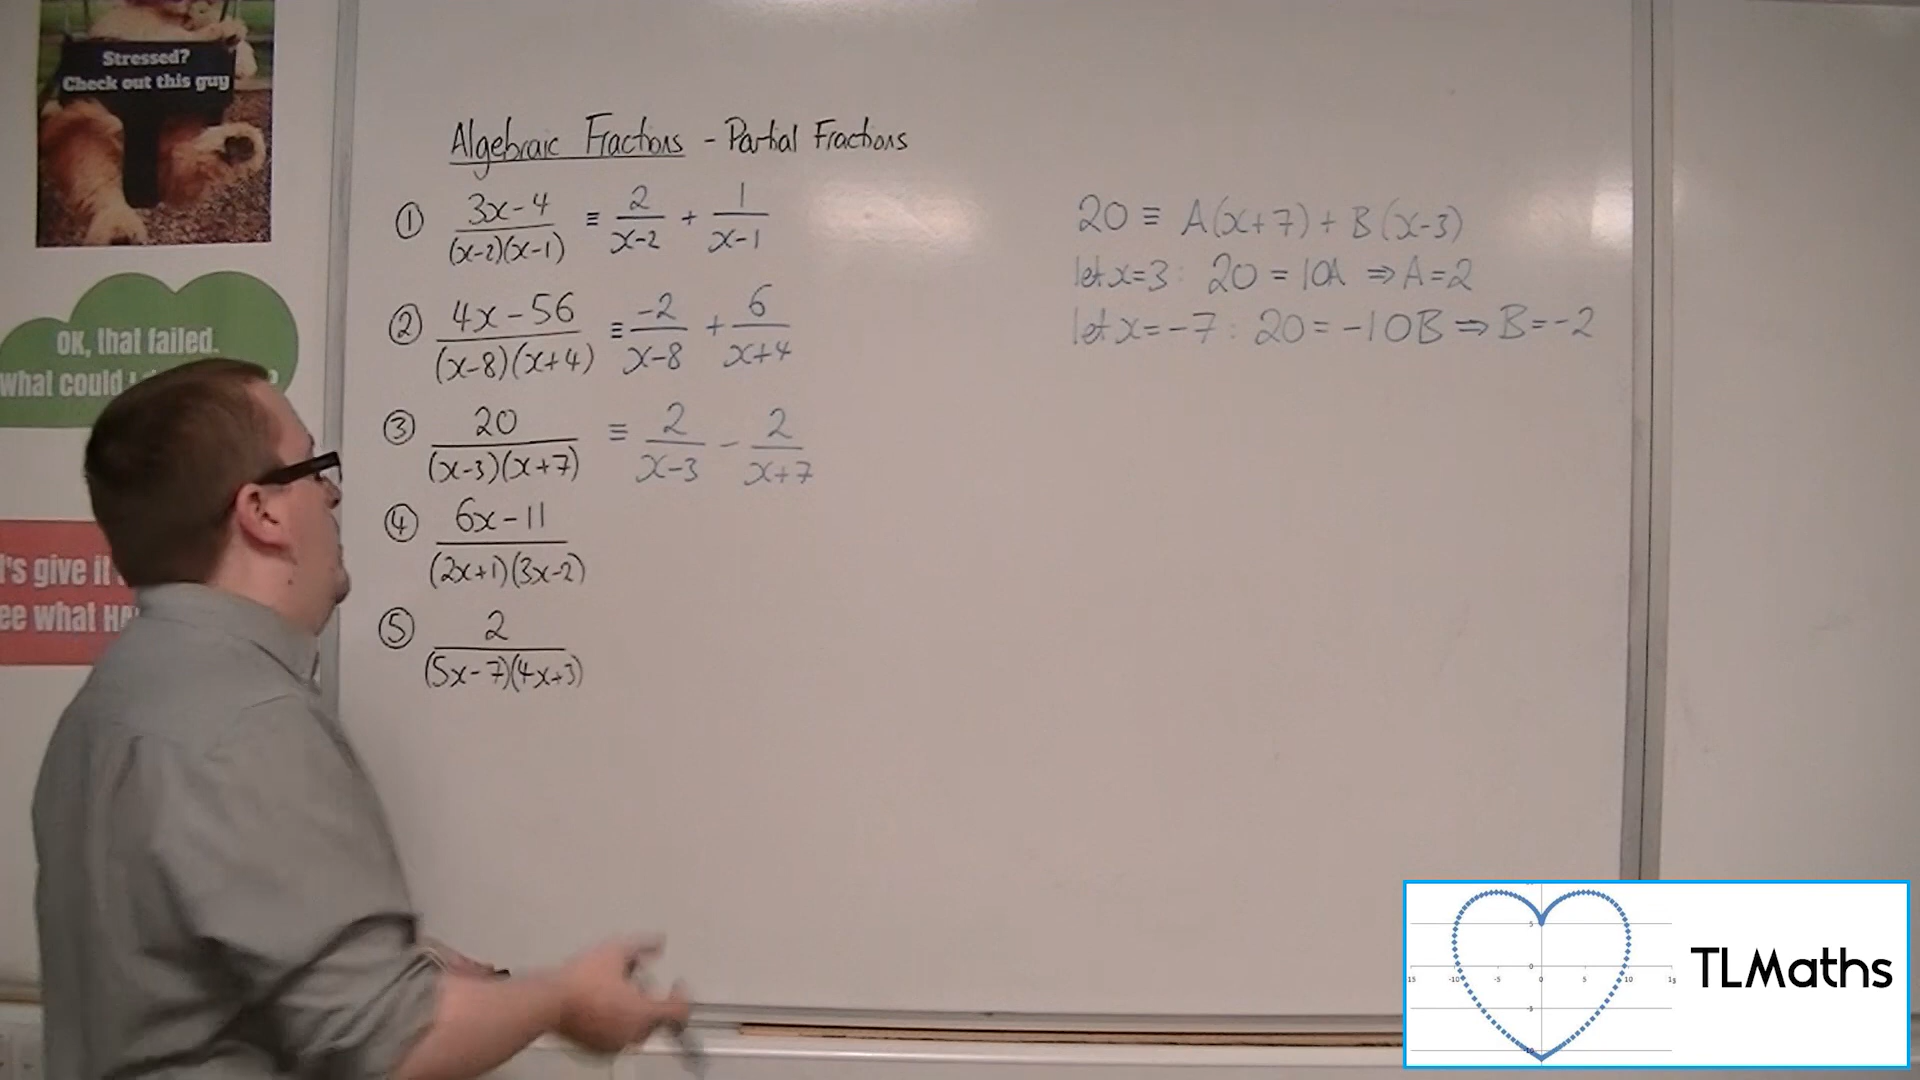 Stressed?
Check out this guy
OK, that failed.
what could
's give it
ee what HA
Algebraic Fractions - Partial Fractions
① (3x-4)/((x-2)(x-1)) ≡ 2/(x-2) + 1/(x-1)
② (4x-56)/((x-8)(x+4)) ≡ -2/(x-8) + 6/(x+4)
③ 20/((x-3)(x+7)) ≡ 2/(x-3) - 2/(x+7)
④ (6x-11)/((2x+1)(3x-2))
⑤ 2/((5x-7)(4x+3))
20 ≡ A(x+7) + B(x-3)
let x=3: 20 = 10A ⇒ A=2
let x=-7: 20 = -10B ⇒ B=-2
TLMaths